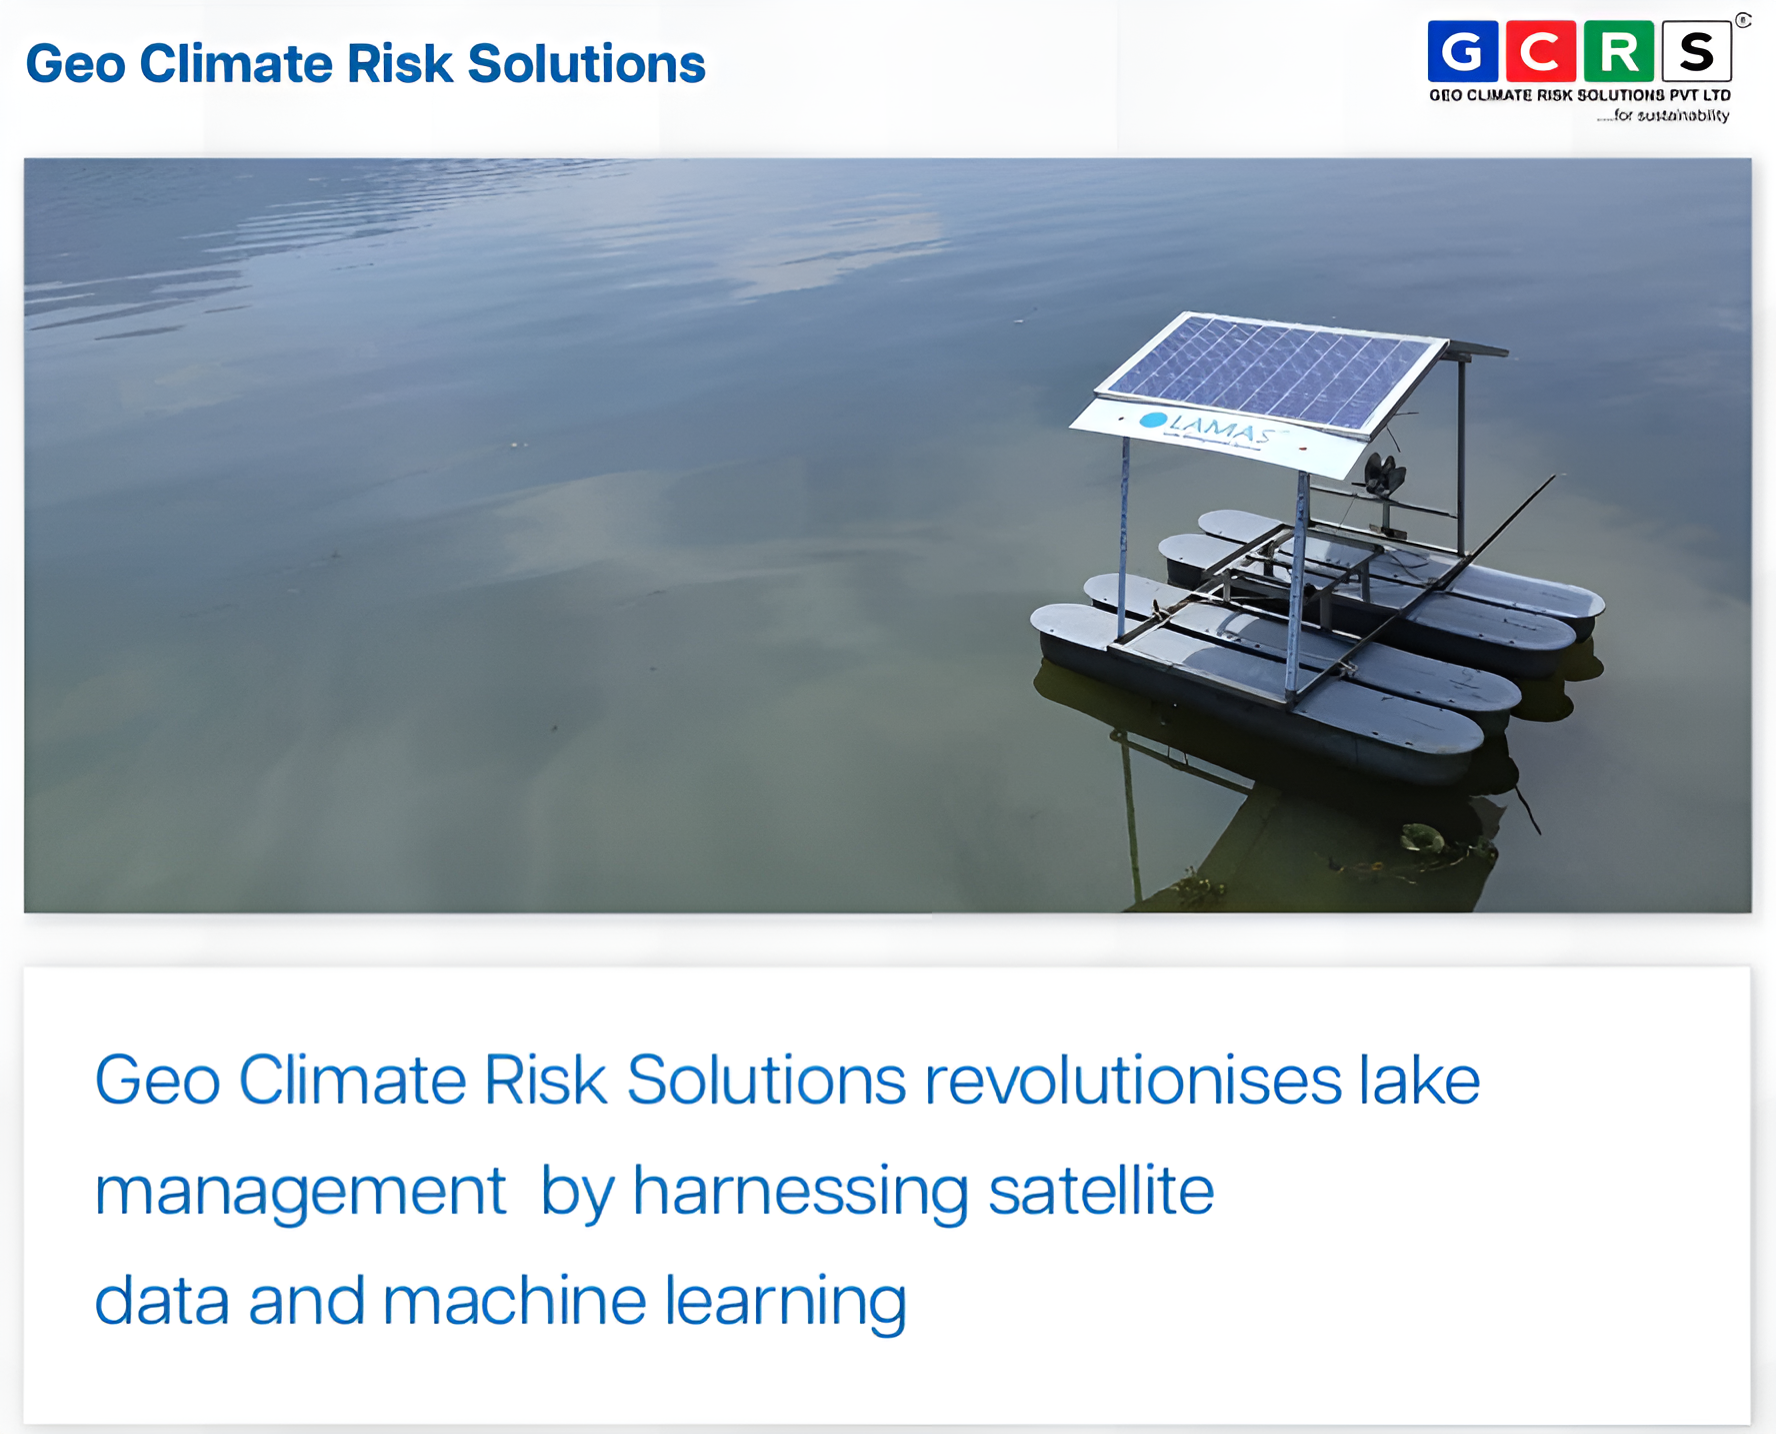 Geo Climate Risk Solutions
G C R S
GEO CLIMATE RISK SOLUTIONS PVT LTD
.....for sustainability
LAMAS
Geo Climate Risk Solutions revolutionises lake
management by harnessing satellite
data and machine learning